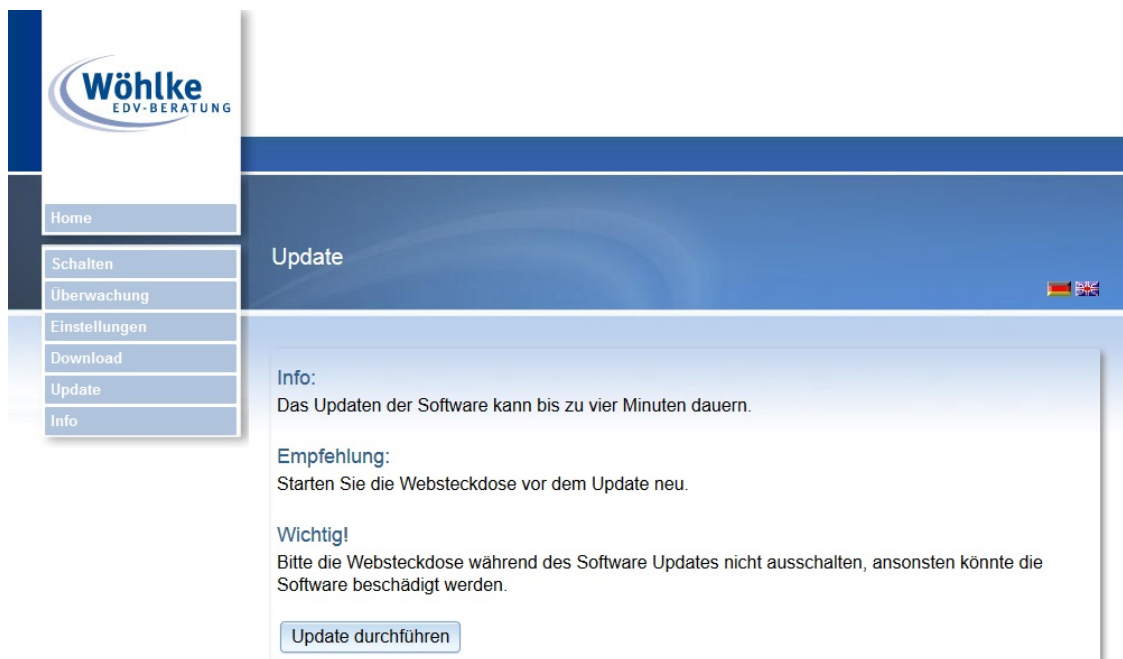 Wöhlke
EDV-BERATUNG
Home
Schalten
Überwachung
Einstellungen
Download
Update
Info
Update
Info:
Das Updaten der Software kann bis zu vier Minuten dauern.
Empfehlung:
Starten Sie die Websteckdose vor dem Update neu.
Wichtig!
Bitte die Websteckdose während des Software Updates nicht ausschalten, ansonsten könnte die
Software beschädigt werden.
Update durchführen